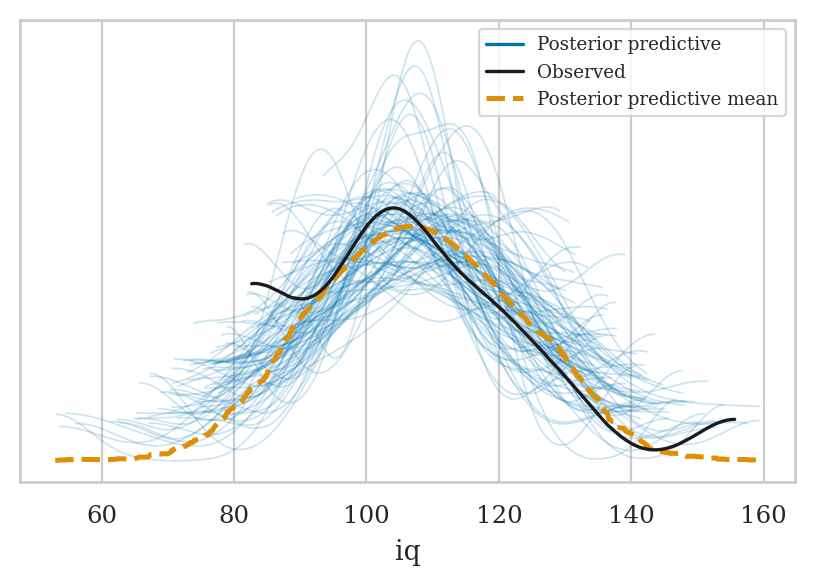 Posterior predictive
Observed
Posterior predictive mean
60 80 100 120 140 160
iq